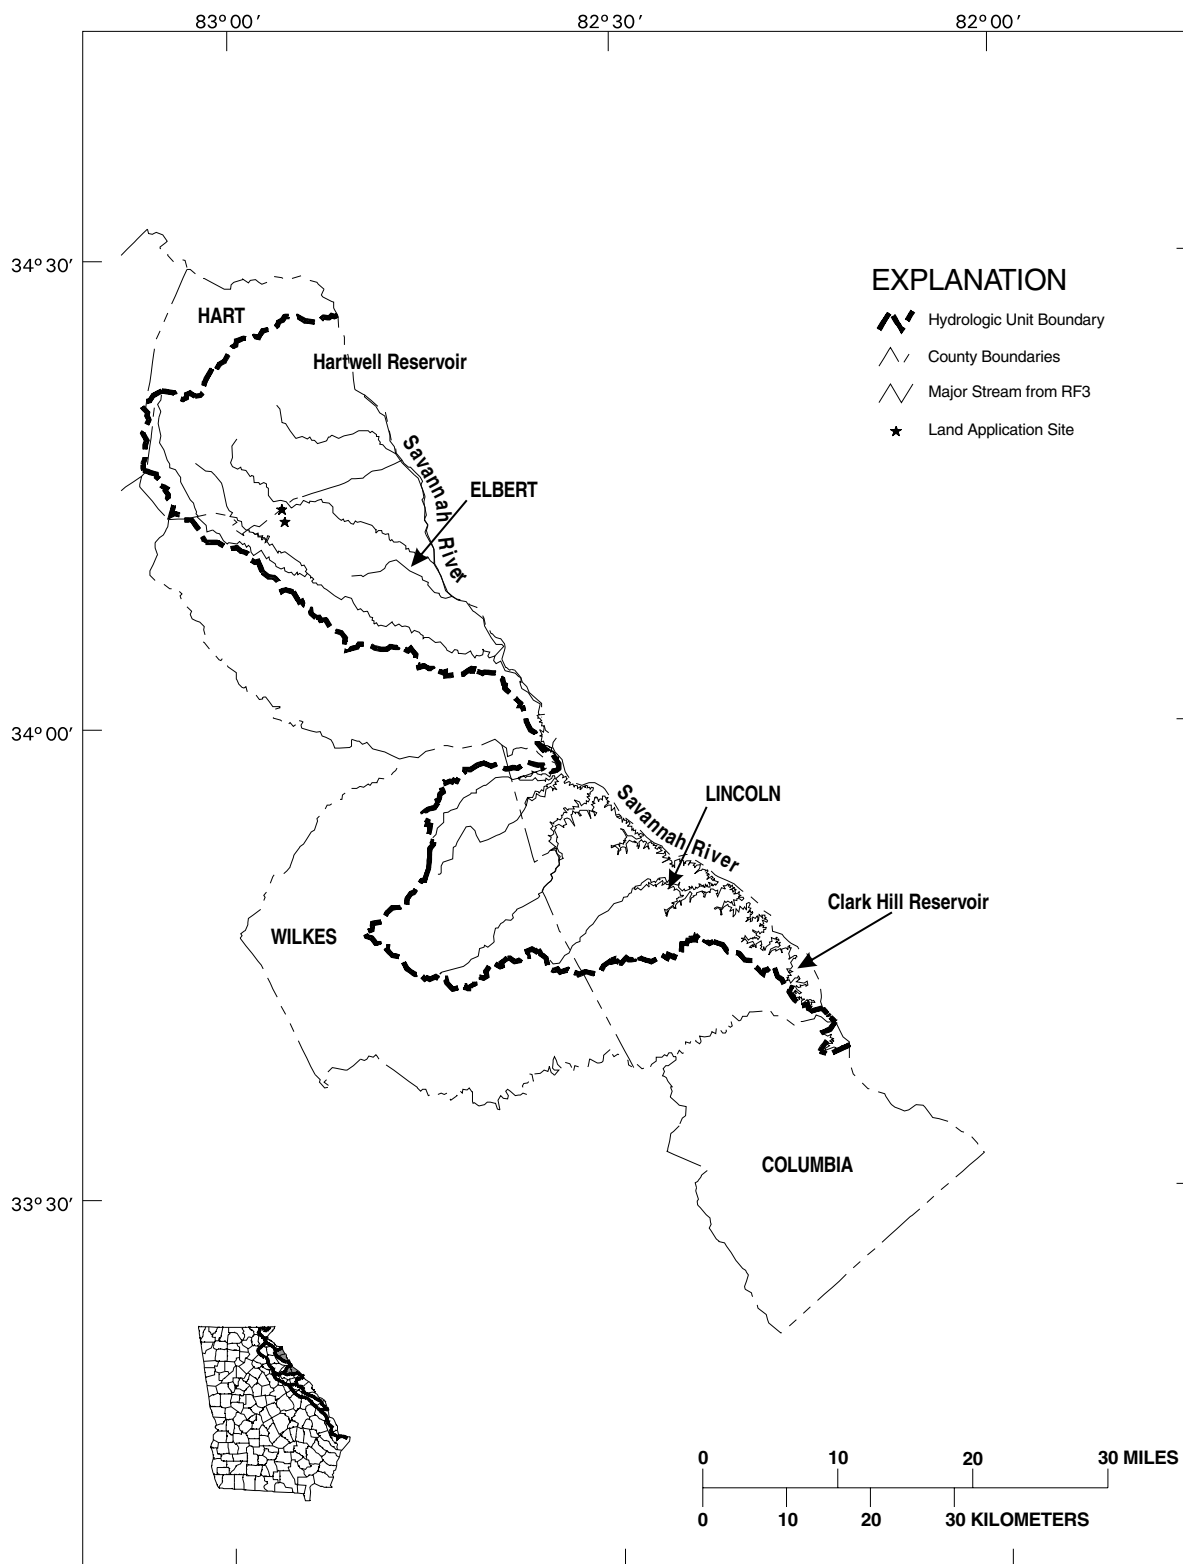 83° 00′ 82° 30′ 82° 00′
34° 30′
EXPLANATION
HART
Hydrologic Unit Boundary
Hartwell Reservoir
County Boundaries
Major Stream from RF3
Land Application Site
Savannah River
ELBERT
34° 00′
LINCOLN
Savannah River
Clark Hill Reservoir
WILKES
COLUMBIA
33° 30′
0 10 20 30 MILES
0 10 20 30 KILOMETERS